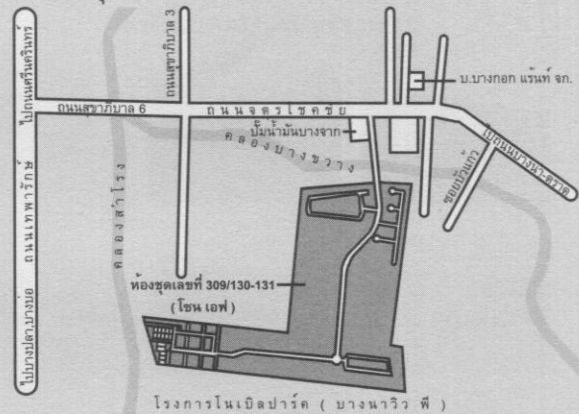 ไปถนนศรีนครินทร์
ถนนสุขาภิบาล 3
บ.บางกอก แร้นท์ จก.
ถนนสุขาภิบาล 6
ถนนจตรโชคชัย
ปั๊มน้ำมันบางจาก
คลองบางขวาง
ไปถนนบางนา-ตราด
ซอยบัวแก้ว
ถนนเทพารักษ์
คลองสำโรง
ไปบางปลา,บางบ่อ
ห้องชุดเลขที่ 309/130-131
( โซน เอฟ )
โรงการโนเบิลปาร์ค ( บางนาวิว พี )